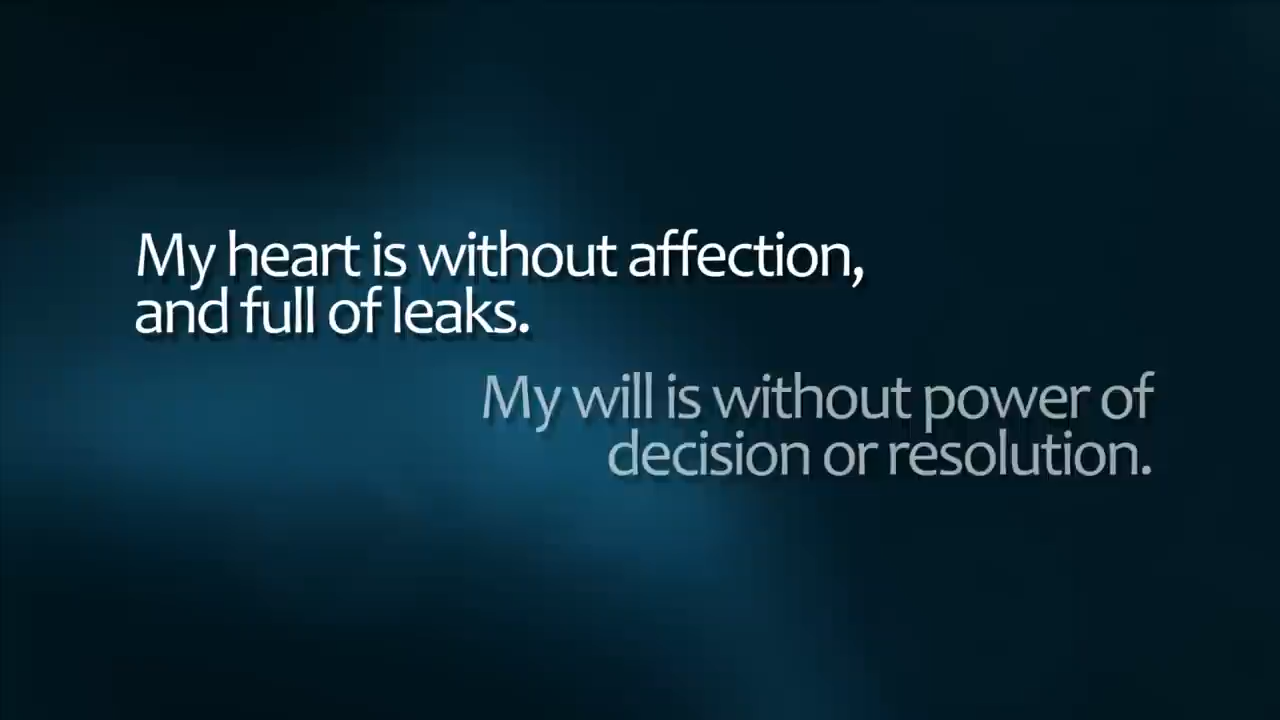 My heart is without affection,
and full of leaks.
My will is without power of
decision or resolution.